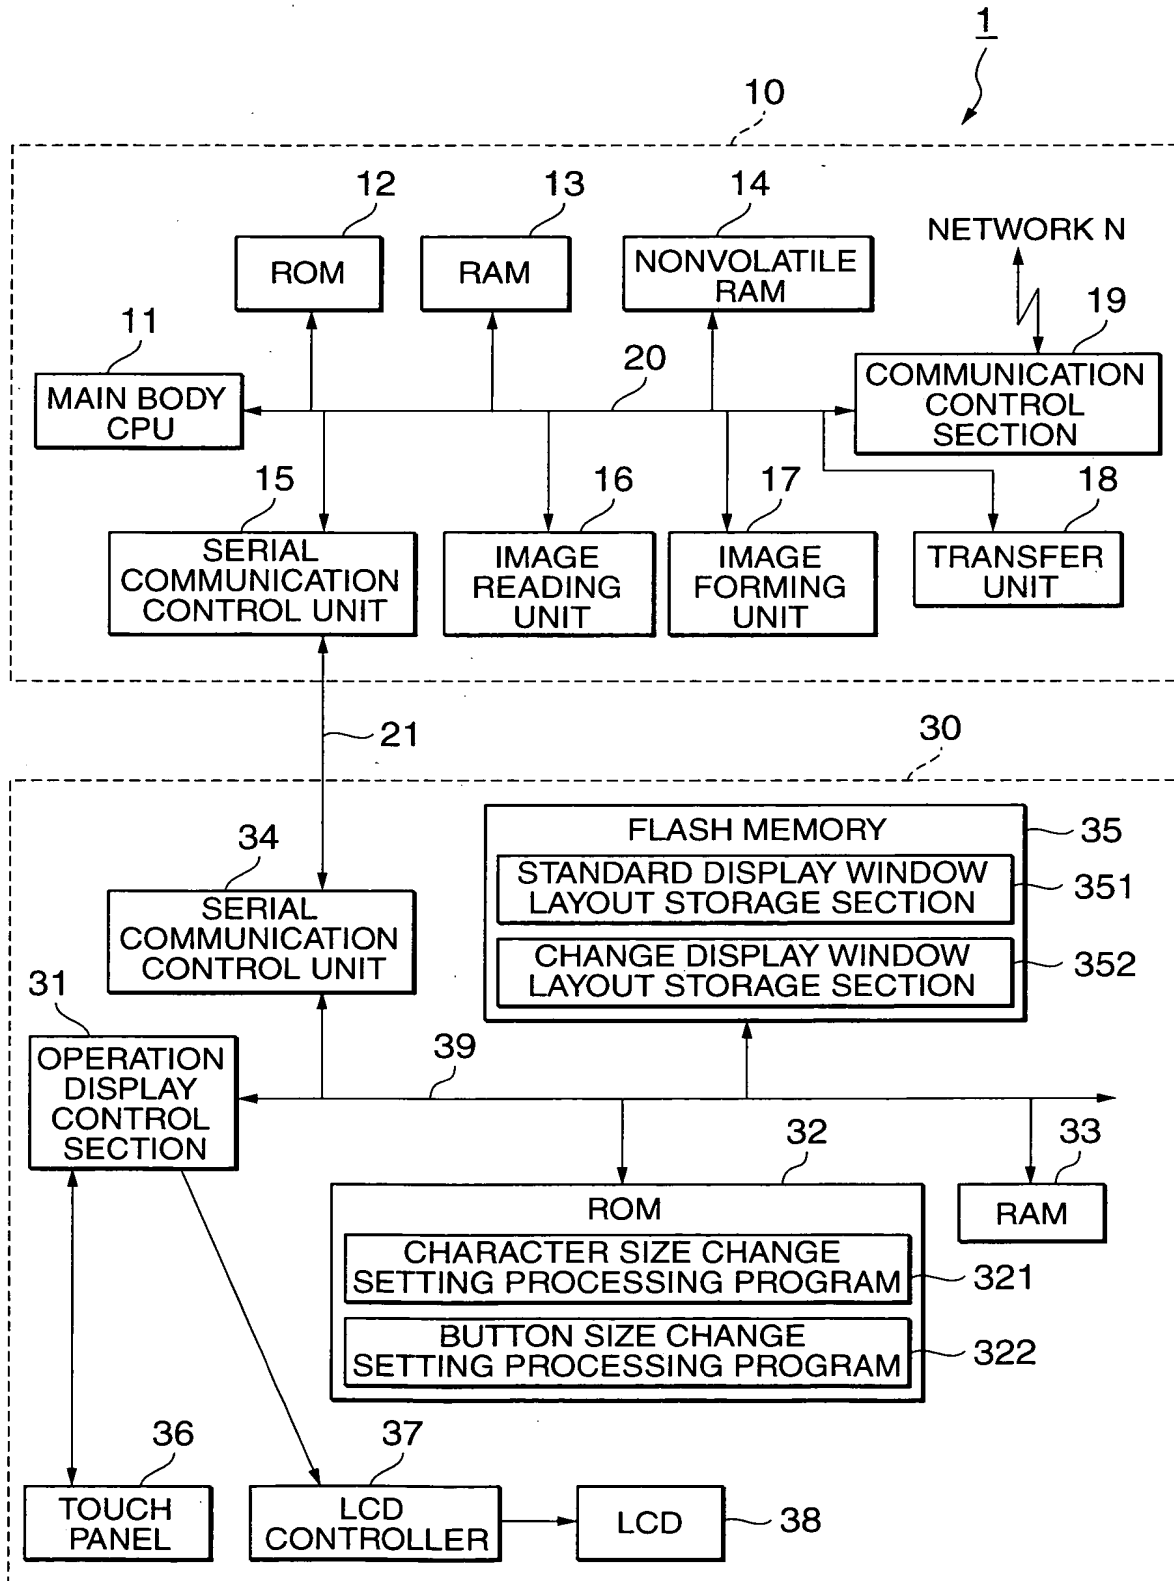 1
10
12
13
14
ROM
RAM
NONVOLATILE
RAM
NETWORK N
11
20
19
MAIN BODY
CPU
COMMUNICATION
CONTROL
SECTION
15
16
17
18
SERIAL
COMMUNICATION
CONTROL UNIT
IMAGE
READING
UNIT
IMAGE
FORMING
UNIT
TRANSFER
UNIT
21
30
34
FLASH MEMORY
35
STANDARD DISPLAY WINDOW
LAYOUT STORAGE SECTION
351
SERIAL
COMMUNICATION
CONTROL UNIT
CHANGE DISPLAY WINDOW
LAYOUT STORAGE SECTION
352
31
OPERATION
DISPLAY
CONTROL
SECTION
39
32
33
ROM
RAM
CHARACTER SIZE CHANGE
SETTING PROCESSING PROGRAM
321
BUTTON SIZE CHANGE
SETTING PROCESSING PROGRAM
322
36
37
TOUCH
PANEL
LCD
CONTROLLER
LCD
38